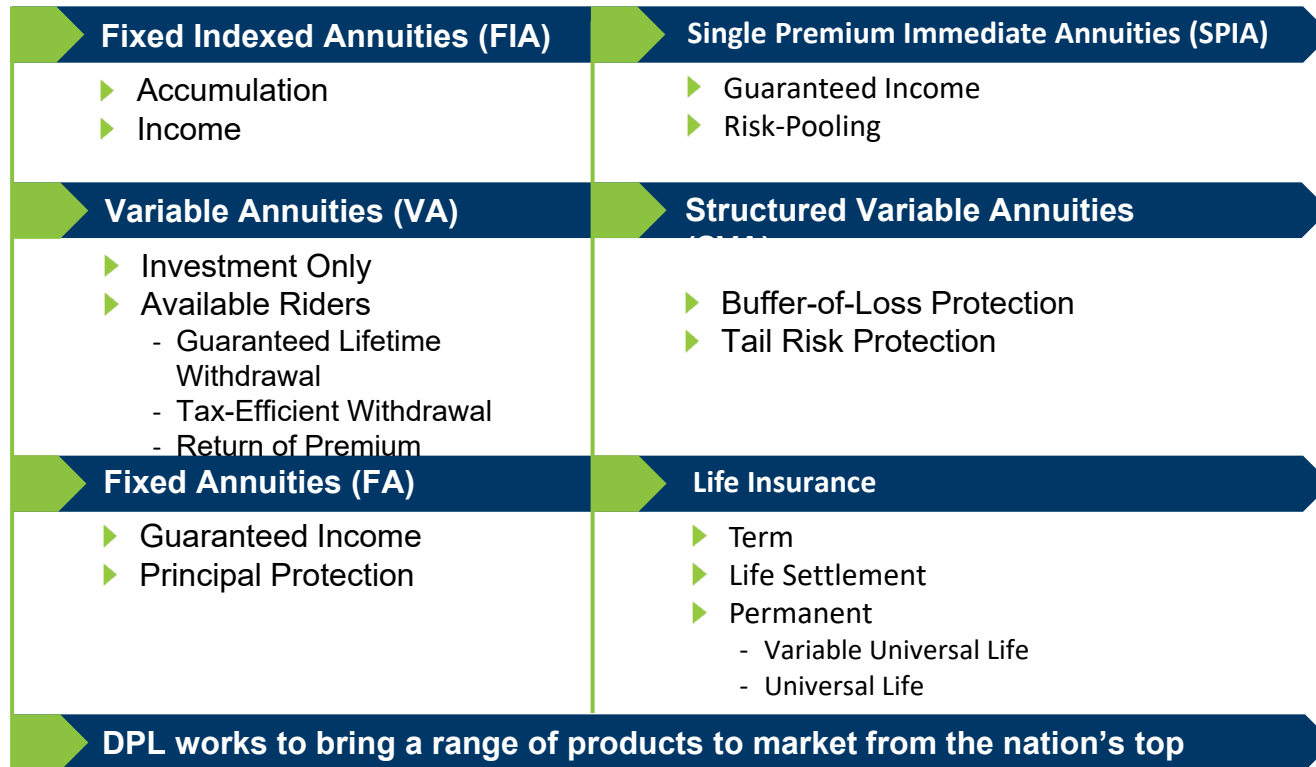 Fixed Indexed Annuities (FIA)
Accumulation
Income
Single Premium Immediate Annuities (SPIA)
Guaranteed Income
Risk-Pooling
Variable Annuities (VA)
Investment Only
Available Riders
- Guaranteed Lifetime
Withdrawal
- Tax-Efficient Withdrawal
- Return of Premium
Structured Variable Annuities
Buffer-of-Loss Protection
Tail Risk Protection
Fixed Annuities (FA)
Guaranteed Income
Principal Protection
Life Insurance
Term
Life Settlement
Permanent
- Variable Universal Life
- Universal Life
DPL works to bring a range of products to market from the nation’s top